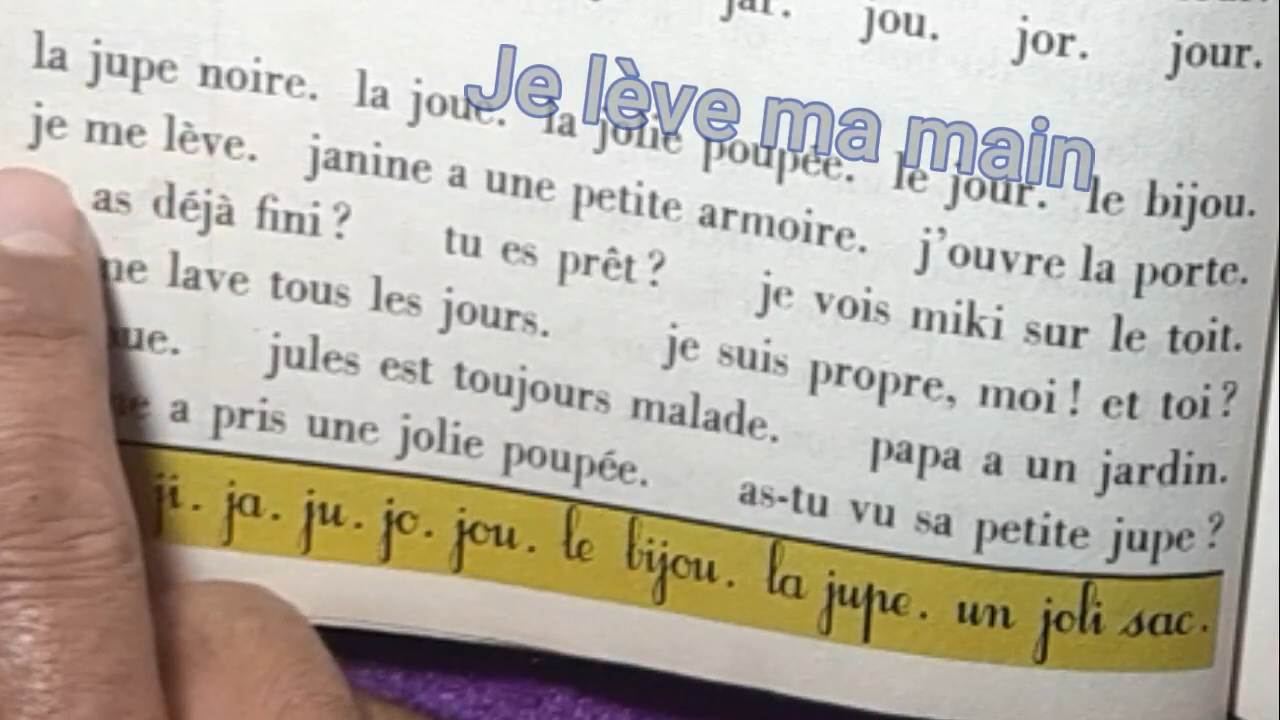 jar. jou. jor. jour.
Je lève ma main
la jupe noire. la joue. la jolie poupée. le jour. le bijou.
je me lève. janine a une petite armoire. j'ouvre la porte.
as déjà fini ? tu es prêt ? je vois miki sur le toit.
me lave tous les jours. je suis propre, moi ! et toi ?
jules est toujours malade. papa a un jardin.
a pris une jolie poupée. as-tu vu sa petite jupe ?
ji. ja. ju. jo. jou. le bijou. la jupe. un joli sac.